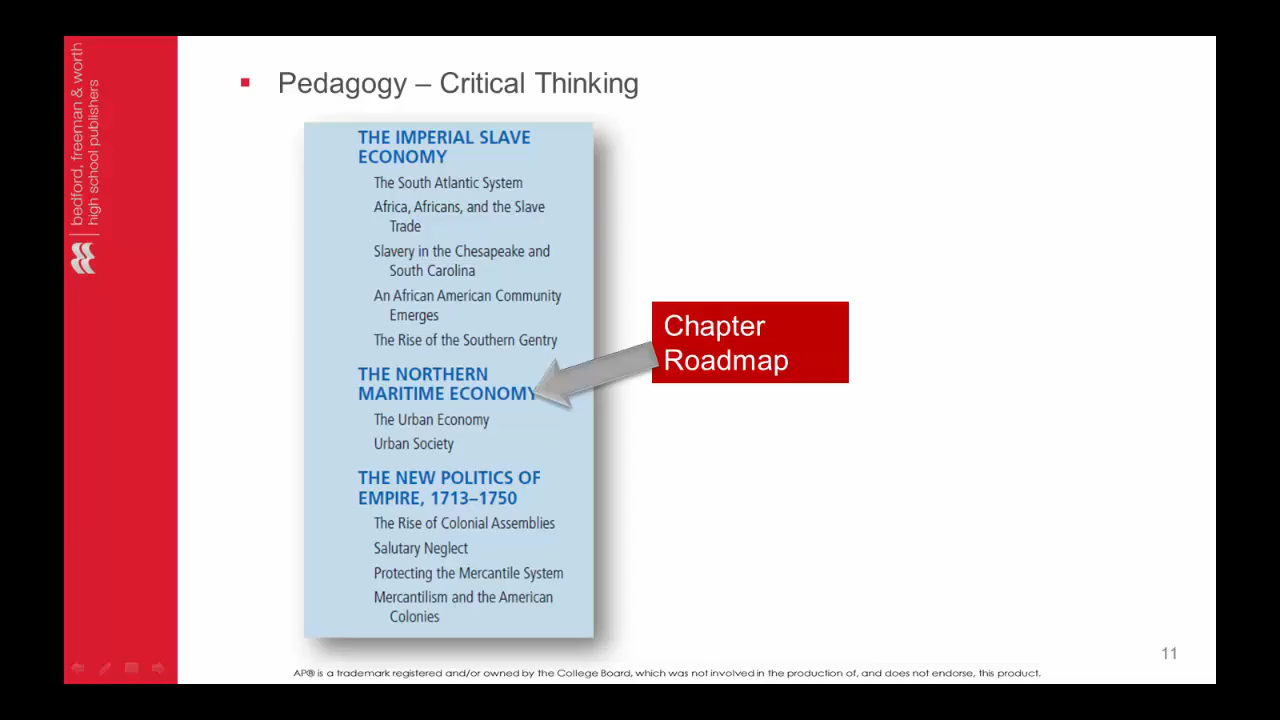 bedford, freeman & worth
high school publishers
Pedagogy – Critical Thinking
THE IMPERIAL SLAVE
ECONOMY
The South Atlantic System
Africa, Africans, and the Slave
Trade
Slavery in the Chesapeake and
South Carolina
An African American Community
Emerges
The Rise of the Southern Gentry
THE NORTHERN
MARITIME ECONOMY
The Urban Economy
Urban Society
THE NEW POLITICS OF
EMPIRE, 1713–1750
The Rise of Colonial Assemblies
Salutary Neglect
Protecting the Mercantile System
Mercantilism and the American
Colonies
Chapter
Roadmap
11
AP® is a trademark registered and/or owned by the College Board, which was not involved in the production of, and does not endorse, this product.